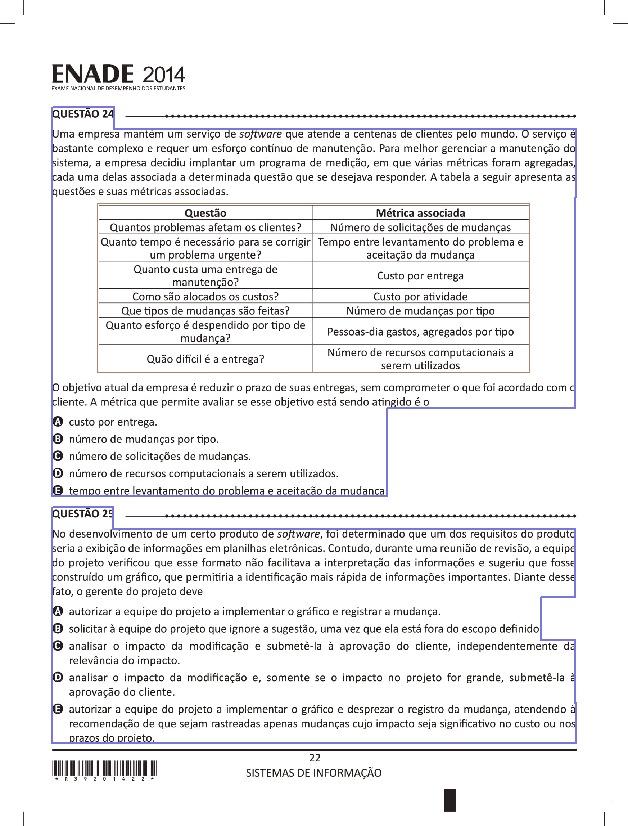 ENADE 2014
EXAME NACIONAL DE DESEMPENHO DOS ESTUDANTES
QUESTÃO 24
Uma empresa mantém um serviço de software que atende a centenas de clientes pelo mundo. O serviço é
bastante complexo e requer um esforço contínuo de manutenção. Para melhor gerenciar a manutenção do
sistema, a empresa decidiu implantar um programa de medição, em que várias métricas foram agregadas,
cada uma delas associada a determinada questão que se desejava responder. A tabela a seguir apresenta as
questões e suas métricas associadas.
Questão Métrica associada
Quantos problemas afetam os clientes? Número de solicitações de mudanças
Quanto tempo é necessário para se corrigir Tempo entre levantamento do problema e
um problema urgente? aceitação da mudança
Quanto custa uma entrega de
manutenção? Custo por entrega
Como são alocados os custos? Custo por atividade
Que tipos de mudanças são feitas? Número de mudanças por tipo
Quanto esforço é despendido por tipo de
mudança? Pessoas-dia gastos, agregados por tipo
Quão difícil é a entrega? Número de recursos computacionais a
serem utilizados
O objetivo atual da empresa é reduzir o prazo de suas entregas, sem comprometer o que foi acordado com o
cliente. A métrica que permite avaliar se esse objetivo está sendo atingido é o
A custo por entrega.
B número de mudanças por tipo.
C número de solicitações de mudanças.
D número de recursos computacionais a serem utilizados.
E tempo entre levantamento do problema e aceitação da mudança
QUESTÃO 25
No desenvolvimento de um certo produto de software, foi determinado que um dos requisitos do produto
seria a exibição de informações em planilhas eletrônicas. Contudo, durante uma reunião de revisão, a equipe
do projeto verificou que esse formato não facilitava a interpretação das informações e sugeriu que fosse
construído um gráfico, que permitiria a identificação mais rápida de informações importantes. Diante desse
fato, o gerente do projeto deve
A autorizar a equipe do projeto a implementar o gráfico e registrar a mudança.
B solicitar à equipe do projeto que ignore a sugestão, uma vez que ela está fora do escopo definido
C analisar o impacto da modificação e submetê-la à aprovação do cliente, independentemente da
relevância do impacto.
D analisar o impacto da modificação e, somente se o impacto no projeto for grande, submetê-la à
aprovação do cliente.
E autorizar a equipe do projeto a implementar o gráfico e desprezar o registro da mudança, atendendo à
recomendação de que sejam rastreadas apenas mudanças cujo impacto seja significativo no custo ou nos
prazos do projeto.
22
SISTEMAS DE INFORMAÇÃO